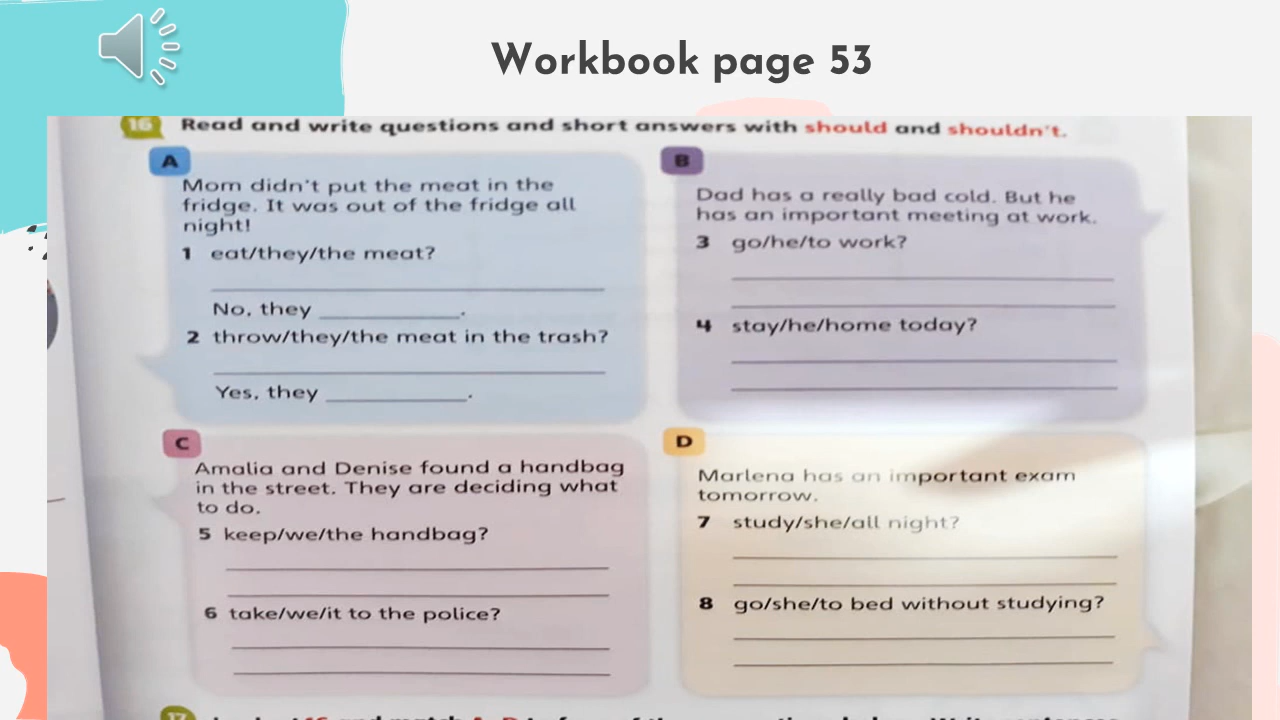 Workbook page 53
16 Read and write questions and short answers with should and shouldn't.
A
Mom didn't put the meat in the
fridge. It was out of the fridge all
night!
1 eat/they/the meat?
No, they ____________.
2 throw/they/the meat in the trash?
Yes, they ____________.
B
Dad has a really bad cold. But he
has an important meeting at work.
3 go/he/to work?
4 stay/he/home today?
C
Amalia and Denise found a handbag
in the street. They are deciding what
to do.
5 keep/we/the handbag?
6 take/we/it to the police?
D
Marlena has an important exam
tomorrow.
7 study/she/all night?
8 go/she/to bed without studying?
17